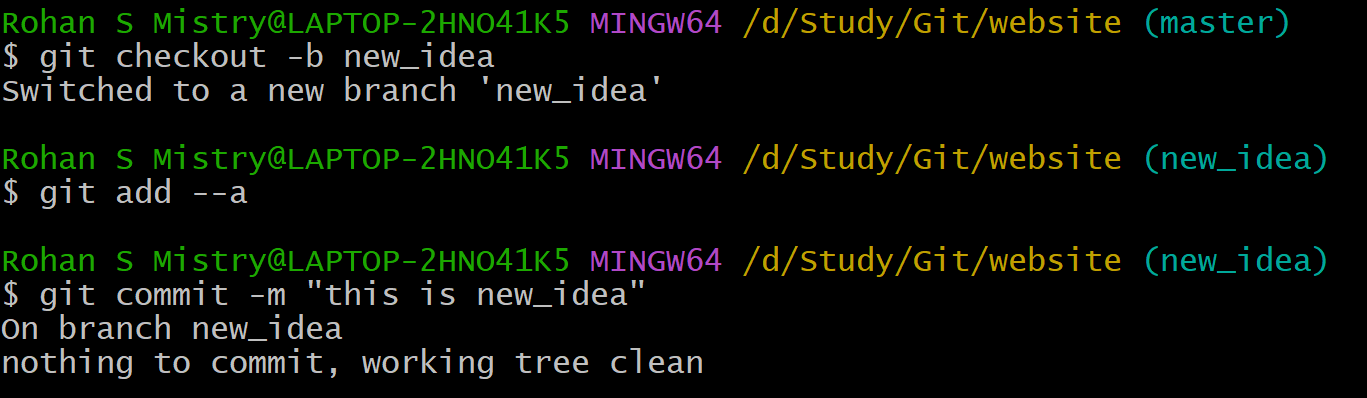 Rohan S Mistry@LAPTOP-2HNO41K5 MINGW64 /d/Study/Git/website (master)
$ git checkout -b new_idea
Switched to a new branch 'new_idea'
Rohan S Mistry@LAPTOP-2HNO41K5 MINGW64 /d/Study/Git/website (new_idea)
$ git add --a
Rohan S Mistry@LAPTOP-2HNO41K5 MINGW64 /d/Study/Git/website (new_idea)
$ git commit -m "this is new_idea"
On branch new_idea
nothing to commit, working tree clean